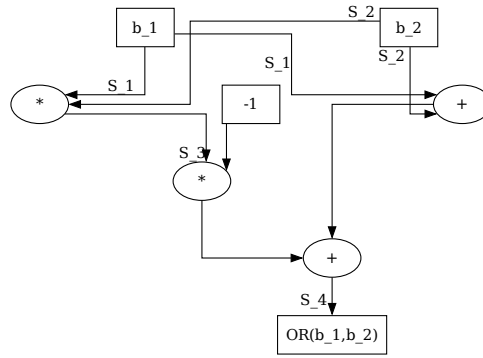 S_2
b_1
b_2
S_2
S_1
S_1
*
-1
+
S_3
*
+
S_4
OR(b_1,b_2)